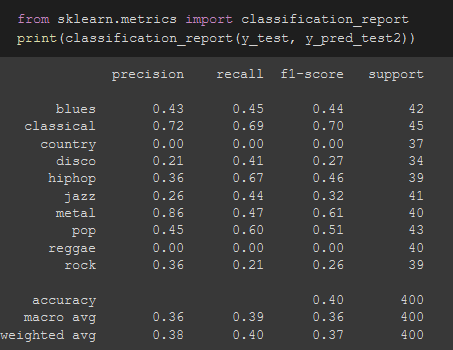 from sklearn.metrics import classification_report
print(classification_report(y_test, y_pred_test2))
precision recall f1-score support
blues 0.43 0.45 0.44 42
classical 0.72 0.69 0.70 45
country 0.00 0.00 0.00 37
disco 0.21 0.41 0.27 34
hiphop 0.36 0.67 0.46 39
jazz 0.26 0.44 0.32 41
metal 0.86 0.47 0.61 40
pop 0.45 0.60 0.51 43
reggae 0.00 0.00 0.00 40
rock 0.36 0.21 0.26 39
accuracy 0.40 400
macro avg 0.36 0.39 0.36 400
weighted avg 0.38 0.40 0.37 400